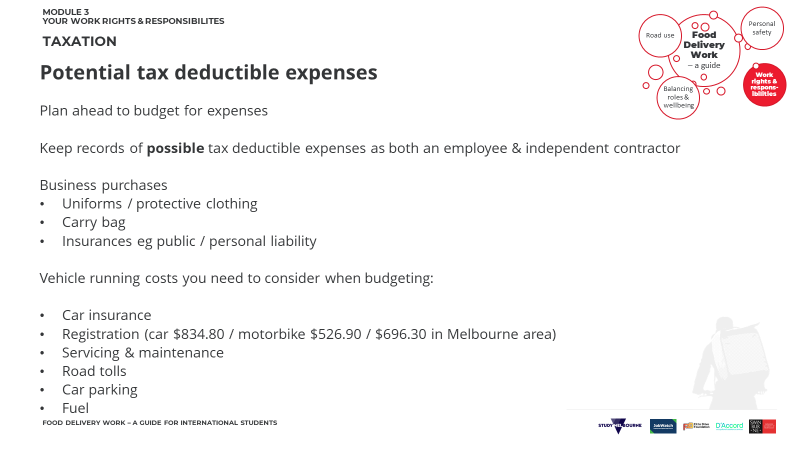 MODULE 3
YOUR WORK RIGHTS & RESPONSIBILITES
TAXATION
Potential tax deductible expenses
Plan ahead to budget for expenses
Keep records of possible tax deductible expenses as both an employee & independent contractor
Business purchases
• Uniforms / protective clothing
• Carry bag
• Insurances eg public / personal liability
Vehicle running costs you need to consider when budgeting:
• Car insurance
• Registration (car $834.80 / motorbike $526.90 / $696.30 in Melbourne area)
• Servicing & maintenance
• Road tolls
• Car parking
• Fuel
FOOD DELIVERY WORK – A GUIDE FOR INTERNATIONAL STUDENTS
Road use
Food
Delivery
Work
– a guide
Personal
safety
Work
rights &
respons-
ibilities
Balancing
roles &
wellbeing
STUDY MELBOURNE
JobWatch
D'Accord
SWIN
BUR
NE